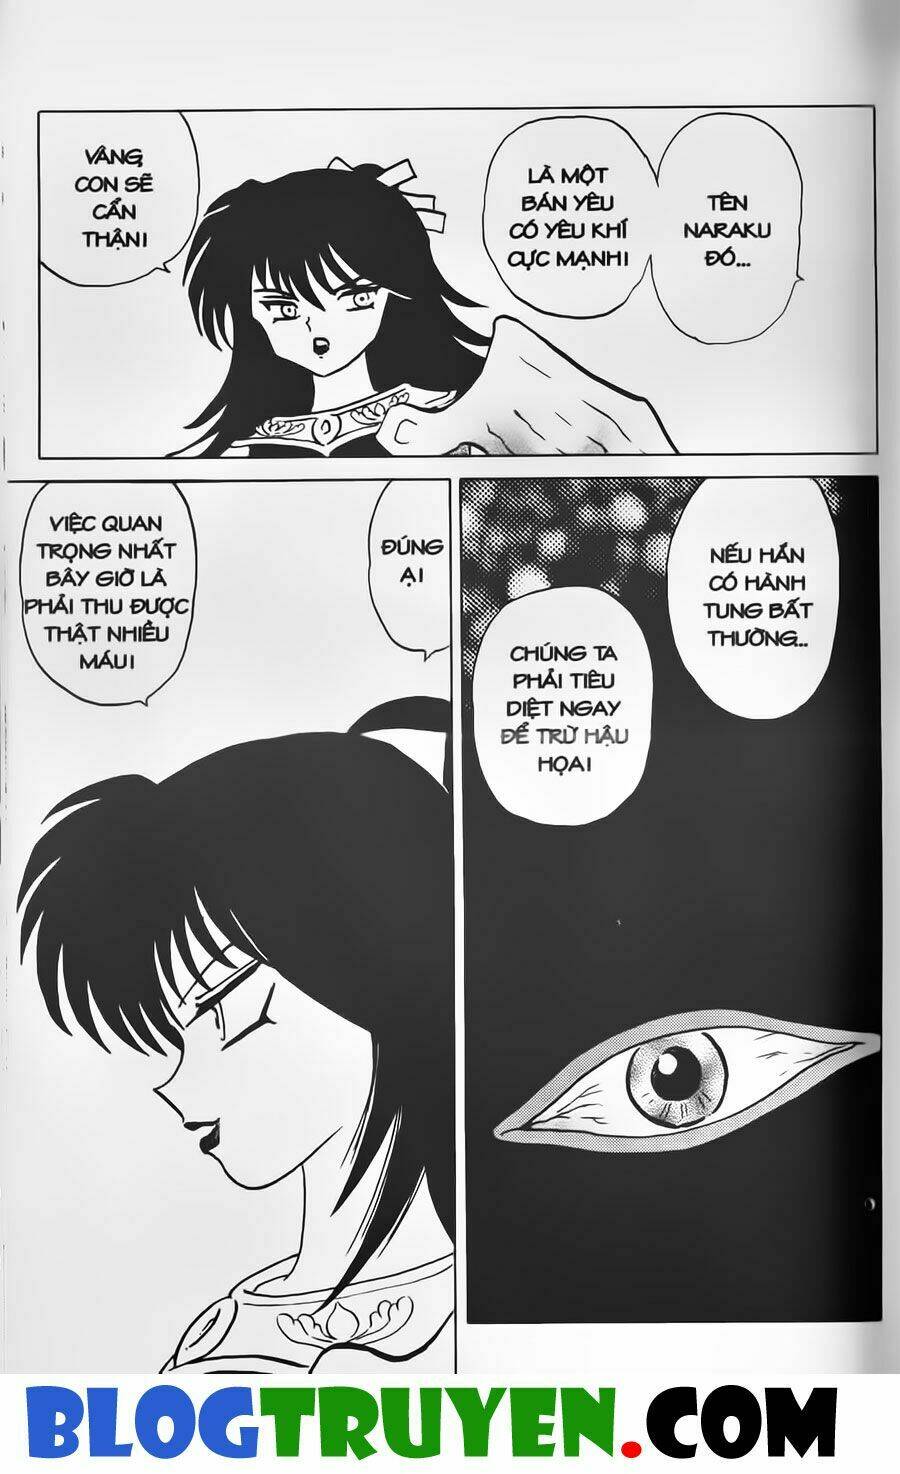 TÊN
NARAKU
ĐÓ...
LÀ MỘT
BÁN YÊU
CÓ YÊU KHÍ
CỰC MẠNH!
VÂNG,
CON SẼ
CẨN
THẬN!
NẾU HẮN
CÓ HÀNH
TUNG BẤT
THƯỜNG...
CHÚNG TA
PHẢI TIÊU
DIỆT NGAY
ĐỂ TRỪ HẬU
HỌA!
ĐÚNG
ẠI
VIỆC QUAN
TRỌNG NHẤT
BÂY GIỜ LÀ
PHẢI THU ĐƯỢC
THẬT NHIỀU
MÁU!
BLOGTRUYEN.COM